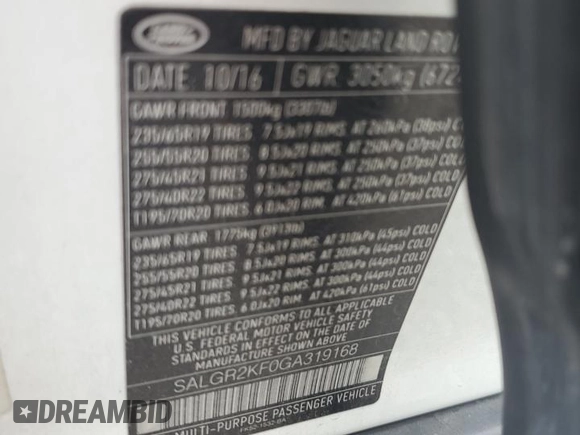 MFD BY JAGUAR LAND RO
DATE 10/16 GWR 3050kg (672
GAWR FRONT 1500kg (3307lb)
235/65R19 TIRES 7.5Jx19 RIMS AT 260kPa (38psi) C
255/55R20 TIRES 8.5Jx20 RIMS AT 250kPa (37psi) CO
275/45R21 TIRES 9.5Jx21 RIMS AT 250kPa (37psi) COL
275/40R22 TIRES 9.5Jx22 RIMS AT 250kPa (37psi) COLD
T195/70R20 TIRES 6.0Jx20 RIM AT 420kPa (61psi) COLD
GAWR REAR 1775kg (3913lb)
235/65R19 TIRES 7.5Jx19 RIMS AT 310kPa (45psi) COLD
255/55R20 TIRES 8.5Jx20 RIMS AT 300kPa (44psi) COLD
275/45R21 TIRES 9.5Jx21 RIMS AT 300kPa (44psi) COLD
275/40R22 TIRES 9.5Jx22 RIMS AT 300kPa (44psi) COLD
T195/70R20 TIRES 6.0Jx20 RIM AT 420kPa (61psi) COLD
THIS VEHICLE CONFORMS TO ALL APPLICABLE
U.S. FEDERAL MOTOR VEHICLE SAFETY
STANDARDS IN EFFECT ON THE DATE OF
MANUFACTURE SHOWN ABOVE
SALGR2KF0GA319168
MULTI-PURPOSE PASSENGER VEHICLE
DREAMBID.com